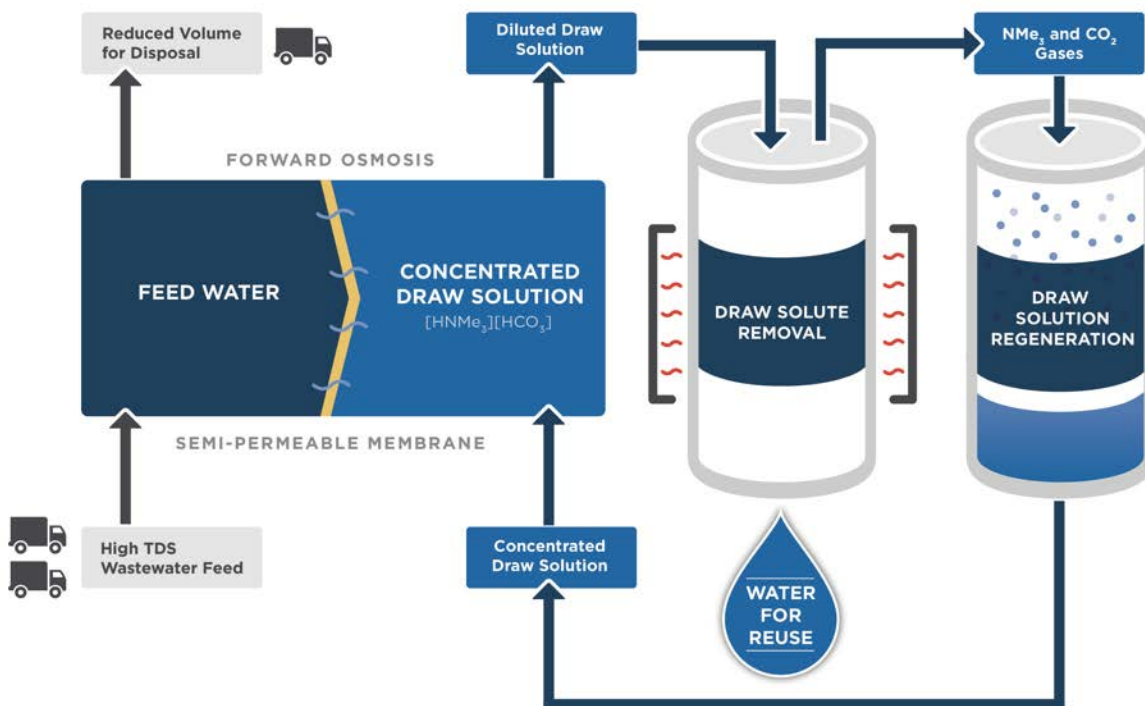 Reduced Volume
for Disposal
Diluted Draw
Solution
NMe₃ and CO₂
Gases
FORWARD OSMOSIS
FEED WATER
CONCENTRATED
DRAW SOLUTION
[HNMe₃][HCO₃]
DRAW SOLUTE
REMOVAL
DRAW
SOLUTION
REGENERATION
SEMI-PERMEABLE MEMBRANE
High TDS
Wastewater Feed
Concentrated
Draw Solution
WATER
FOR
REUSE